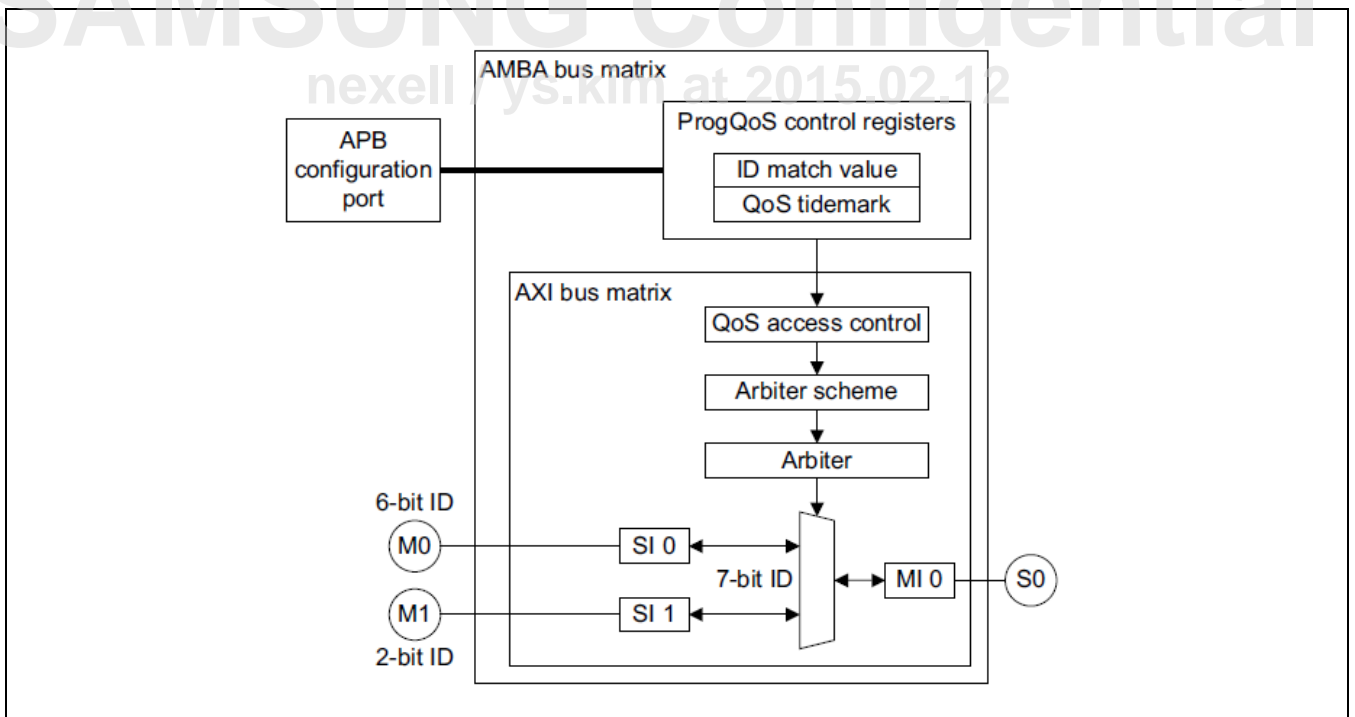 SAMSUNG Confidential
nexell / ys.kim at 2015.02.12
AMBA bus matrix
ProgQoS control registers
APB
configuration
port
ID match value
QoS tidemark
AXI bus matrix
QoS access control
Arbiter scheme
Arbiter
6-bit ID
M0
SI 0
7-bit ID
MI 0
S0
M1
SI 1
2-bit ID